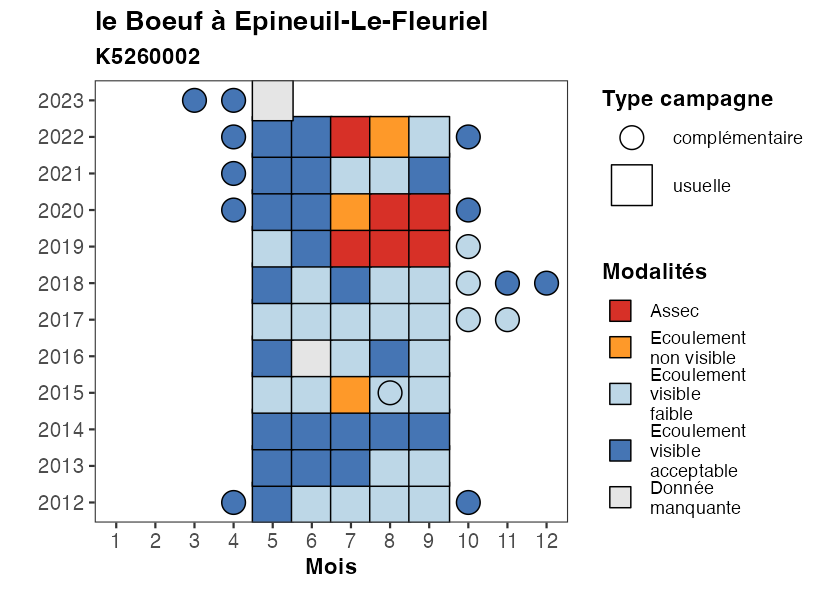 le Boeuf à Epineuil-Le-Fleuriel
K5260002
2023
2022
2021
2020
2019
2018
2017
2016
2015
2014
2013
2012
1 2 3 4 5 6 7 8 9 10 11 12
Mois
Type campagne
complémentaire
usuelle
Modalités
Assec
Ecoulement
non visible
Ecoulement
visible
faible
Ecoulement
visible
acceptable
Donnée
manquante